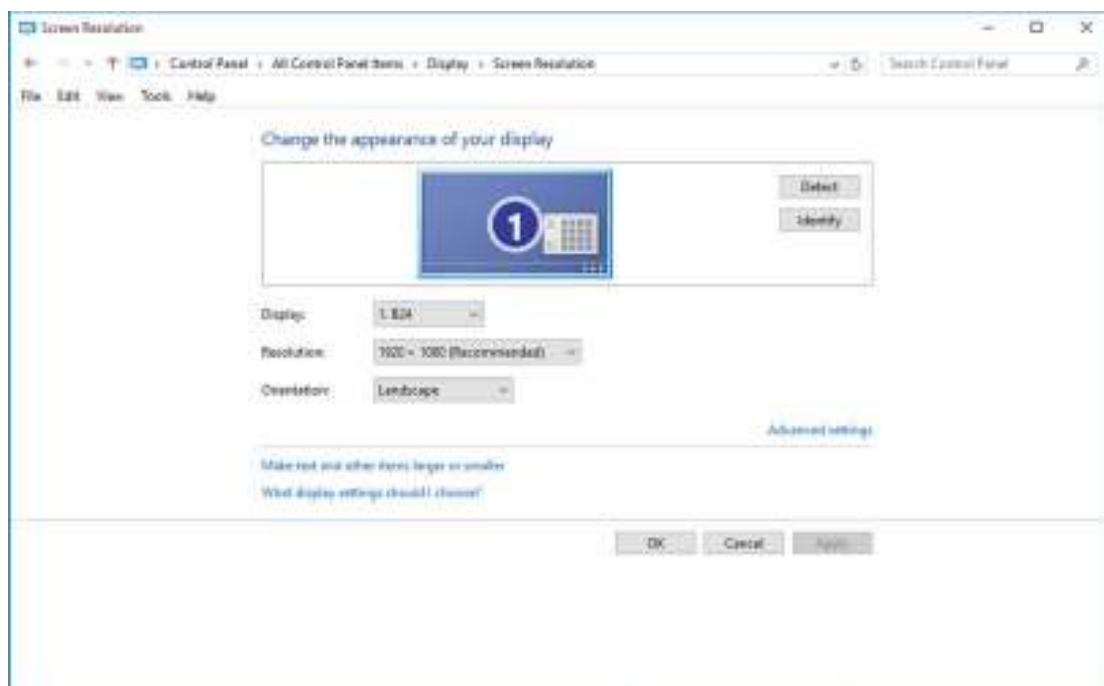 Screen Resolution
Control Panel › All Control Panel Items › Display › Screen Resolution
Search Control Panel
File Edit View Tools Help
Change the appearance of your display
1
Detect
Identify
Display:
Resolution: 1920 × 1080 (Recommended)
Orientation: Landscape
Advanced settings
Make text and other items larger or smaller
What display settings should I choose?
OK Cancel Apply